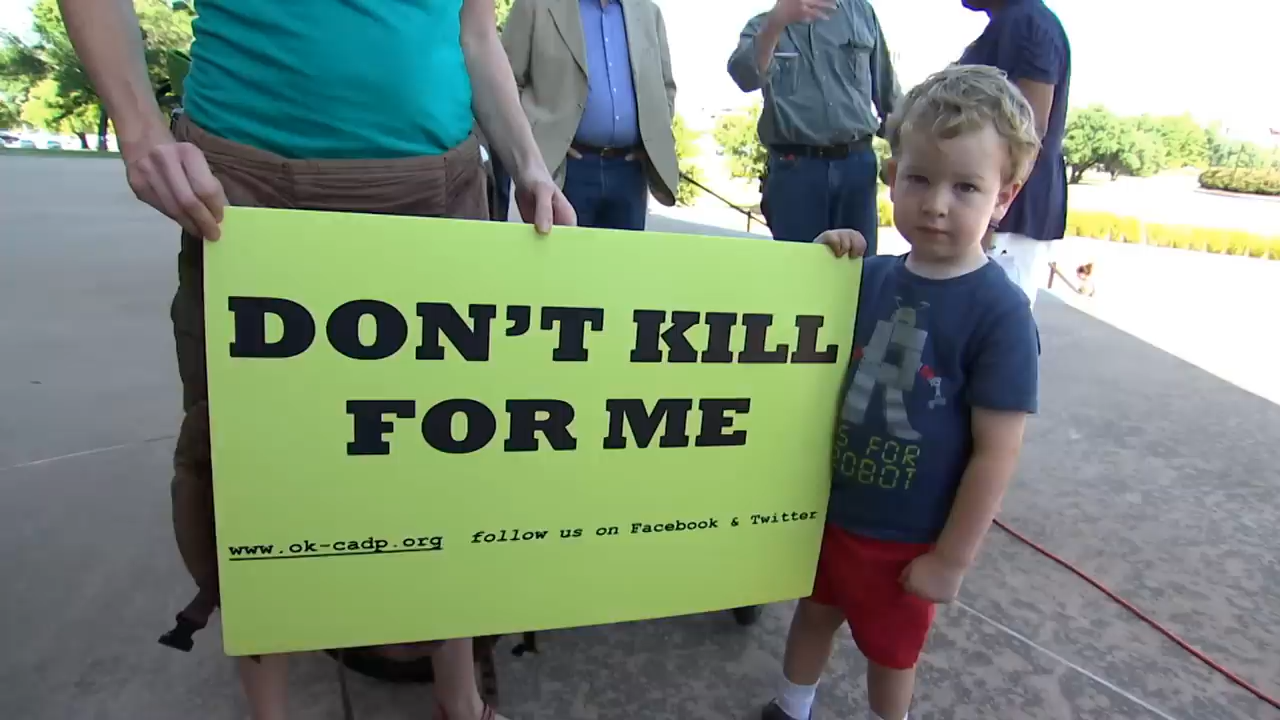 DON'T KILL
FOR ME
www.ok-cadp.org follow us on Facebook & Twitter
S FOR
ROBOT